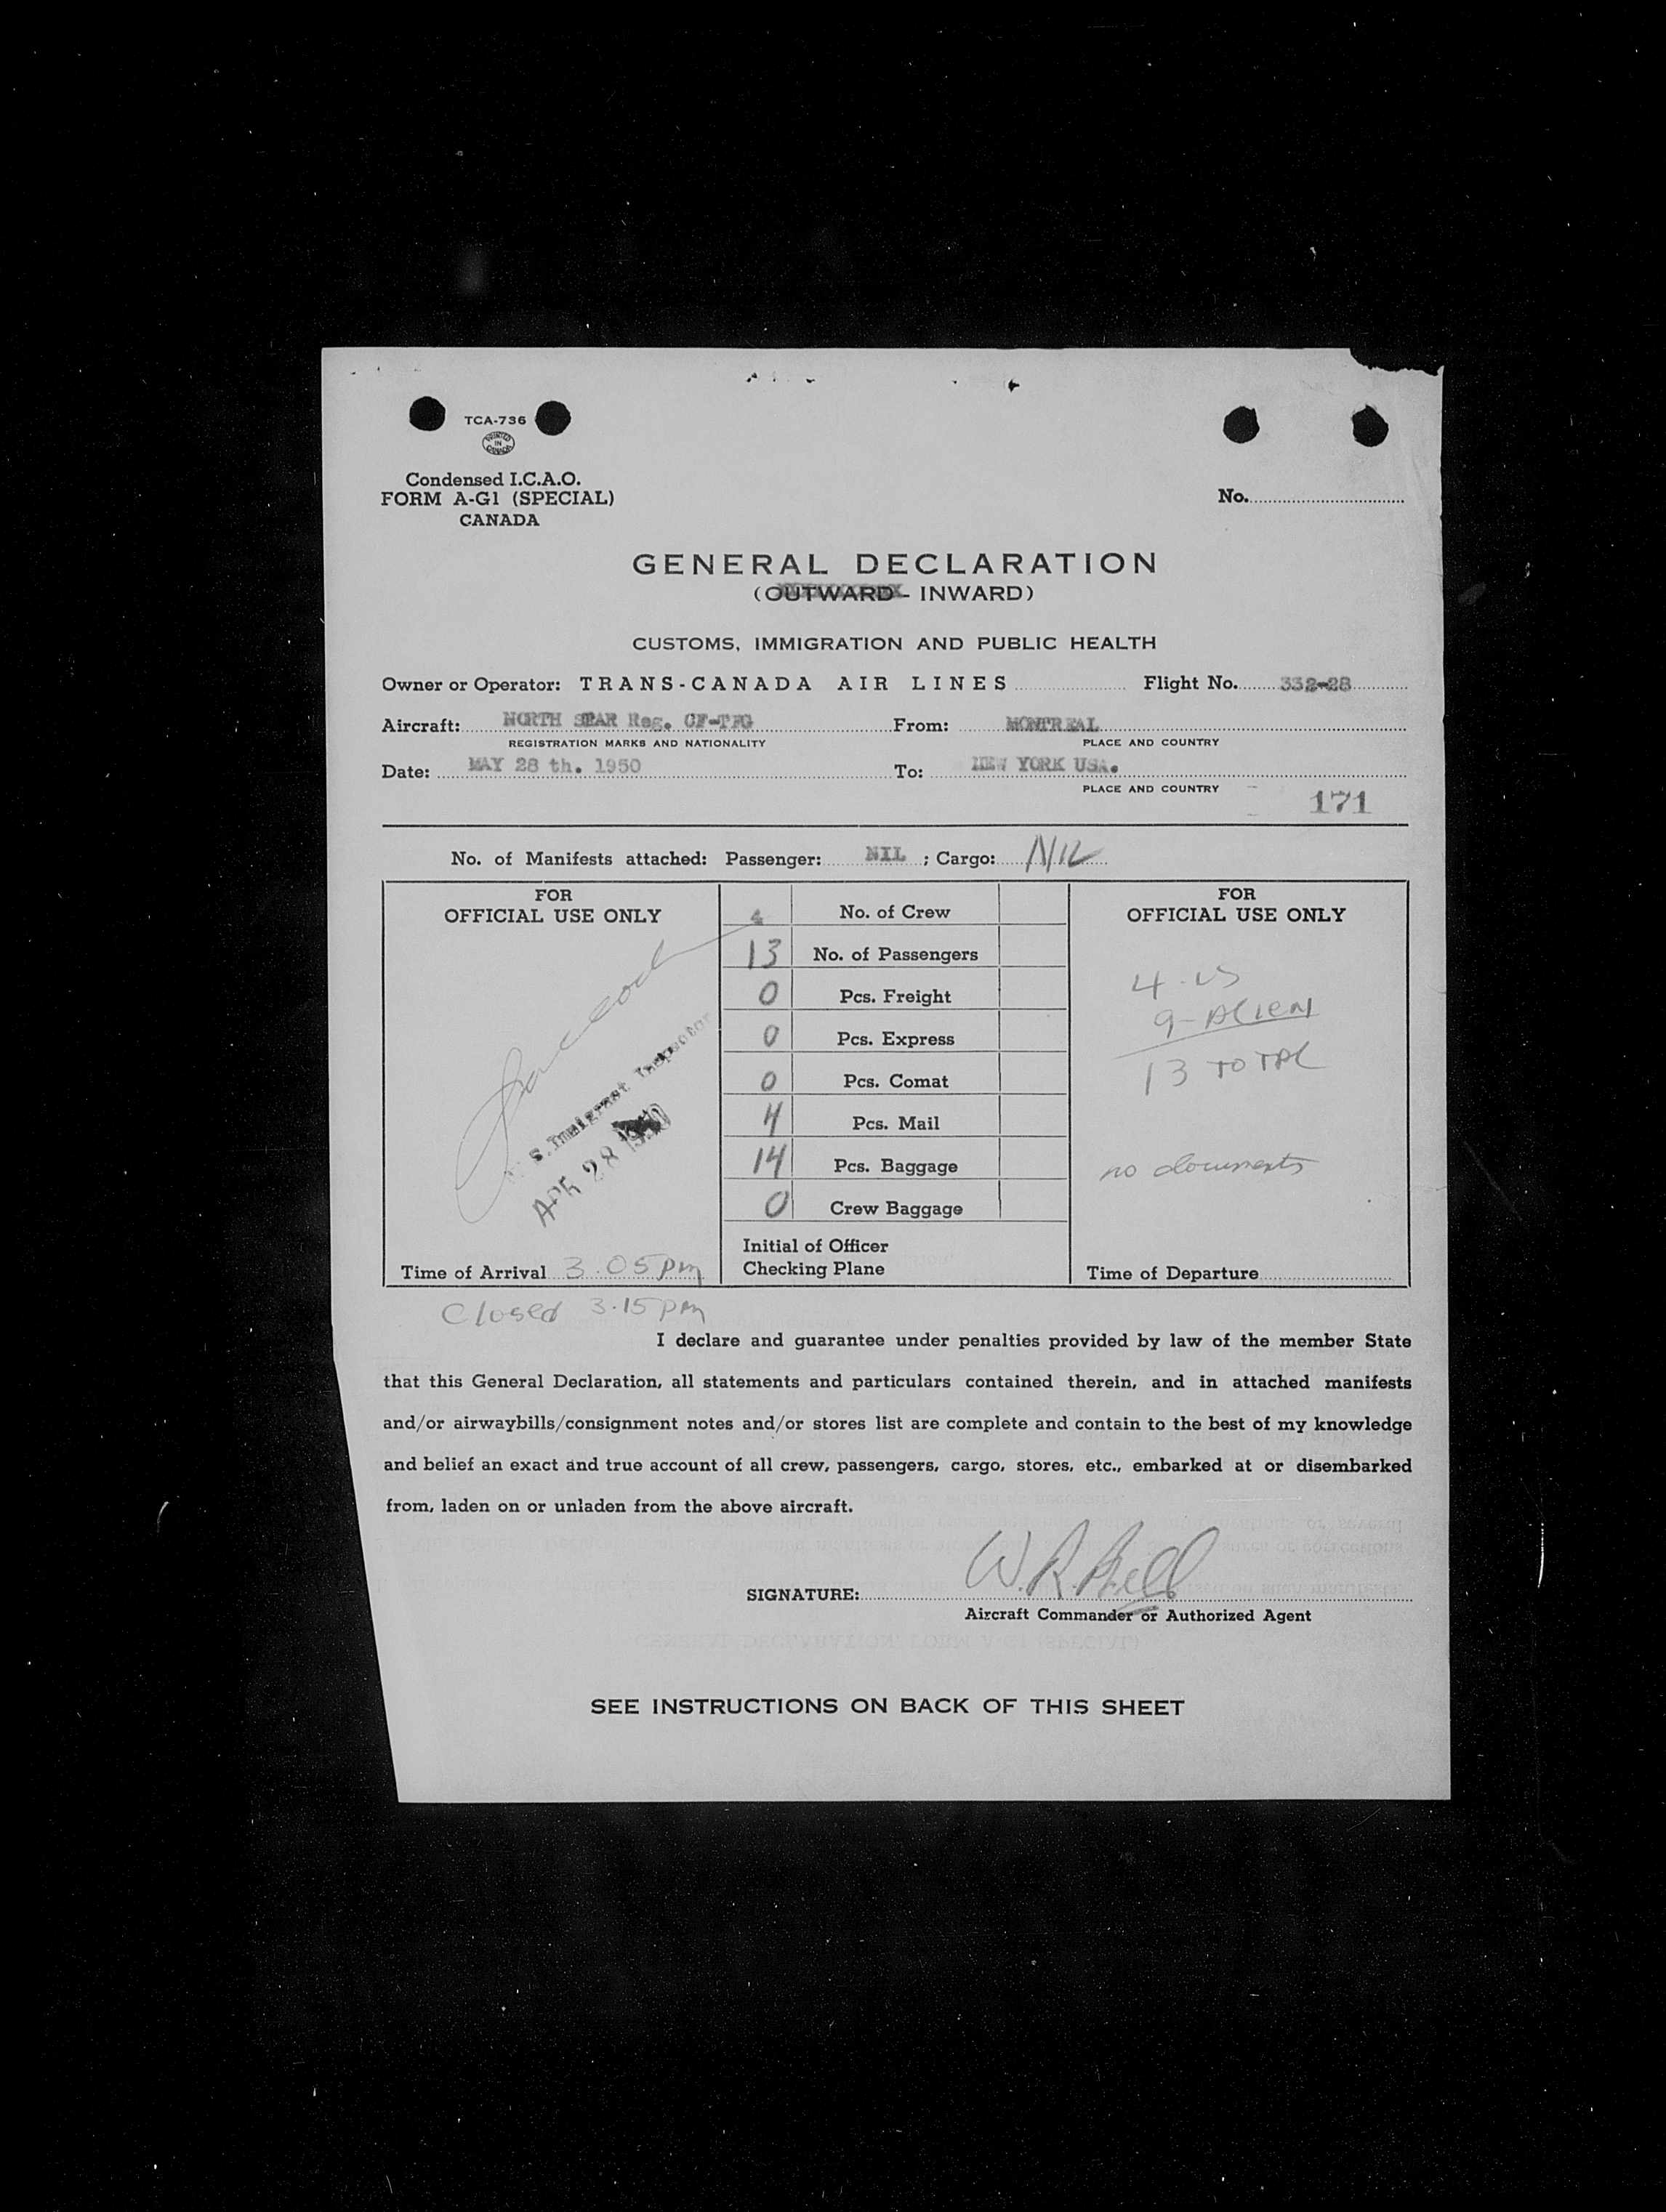 TCA-736
PRINTED IN CANADA
Condensed I.C.A.O.
FORM A-G1 (SPECIAL)
CANADA
No.
GENERAL DECLARATION
(OUTWARD - INWARD)
CUSTOMS, IMMIGRATION AND PUBLIC HEALTH
Owner or Operator: TRANS-CANADA AIR LINES Flight No. 332-28
Aircraft: NORTH STAR Reg. CF-TFG From: MONTREAL
REGISTRATION MARKS AND NATIONALITY PLACE AND COUNTRY
Date: MAY 28 th. 1950 To: NEW YORK USA.
PLACE AND COUNTRY
171
No. of Manifests attached: Passenger: NIL ; Cargo: NIL
FOR
OFFICIAL USE ONLY
S. Immigrant Inspector
APR 28 1950
Time of Arrival 3.05 pm
Closed 3.15 pm
4 No. of Crew
13 No. of Passengers
0 Pcs. Freight
0 Pcs. Express
0 Pcs. Comat
4 Pcs. Mail
14 Pcs. Baggage
0 Crew Baggage
Initial of Officer
Checking Plane
FOR
OFFICIAL USE ONLY
4 - US
9 - ALIEN
13 TOTAL
no documents
Time of Departure
I declare and guarantee under penalties provided by law of the member State
that this General Declaration, all statements and particulars contained therein, and in attached manifests
and/or airwaybills/consignment notes and/or stores list are complete and contain to the best of my knowledge
and belief an exact and true account of all crew, passengers, cargo, stores, etc., embarked at or disembarked
from, laden on or unladen from the above aircraft.
SIGNATURE: W.R. Bell
Aircraft Commander or Authorized Agent
SEE INSTRUCTIONS ON BACK OF THIS SHEET